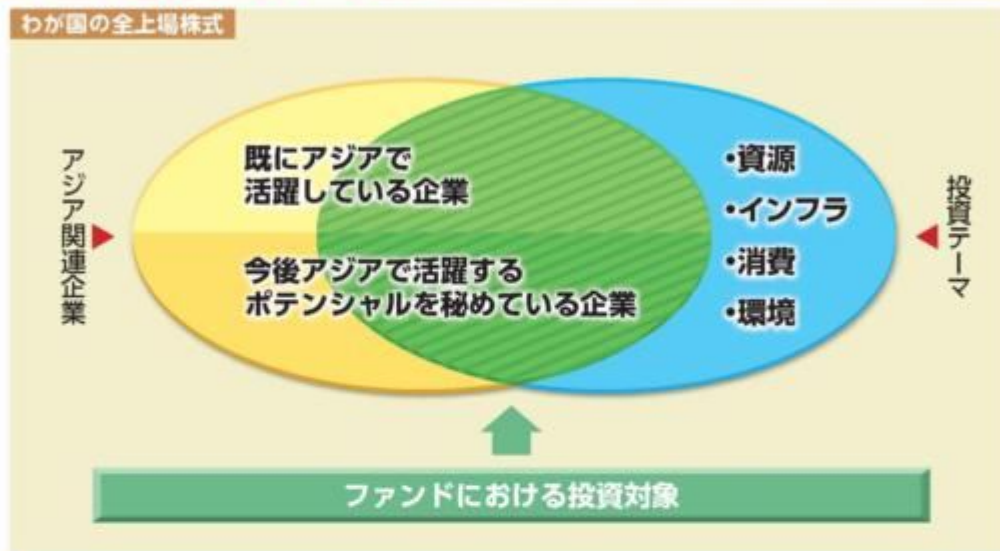 わが国の全上場株式
アジア関連企業
既にアジアで
活躍している企業
今後アジアで活躍する
ポテンシャルを秘めている企業
・資源
・インフラ
・消費
・環境
投資テーマ
ファンドにおける投資対象